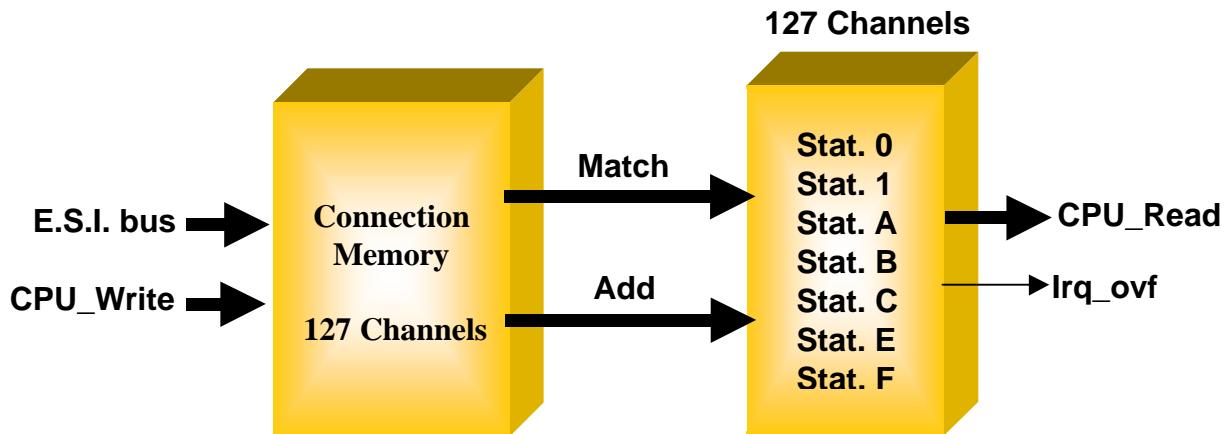 127 Channels
E.S.I. bus
CPU_Write
Connection
Memory
127 Channels
Match
Add
Stat. 0
Stat. 1
Stat. A
Stat. B
Stat. C
Stat. E
Stat. F
CPU_Read
Irq_ovf